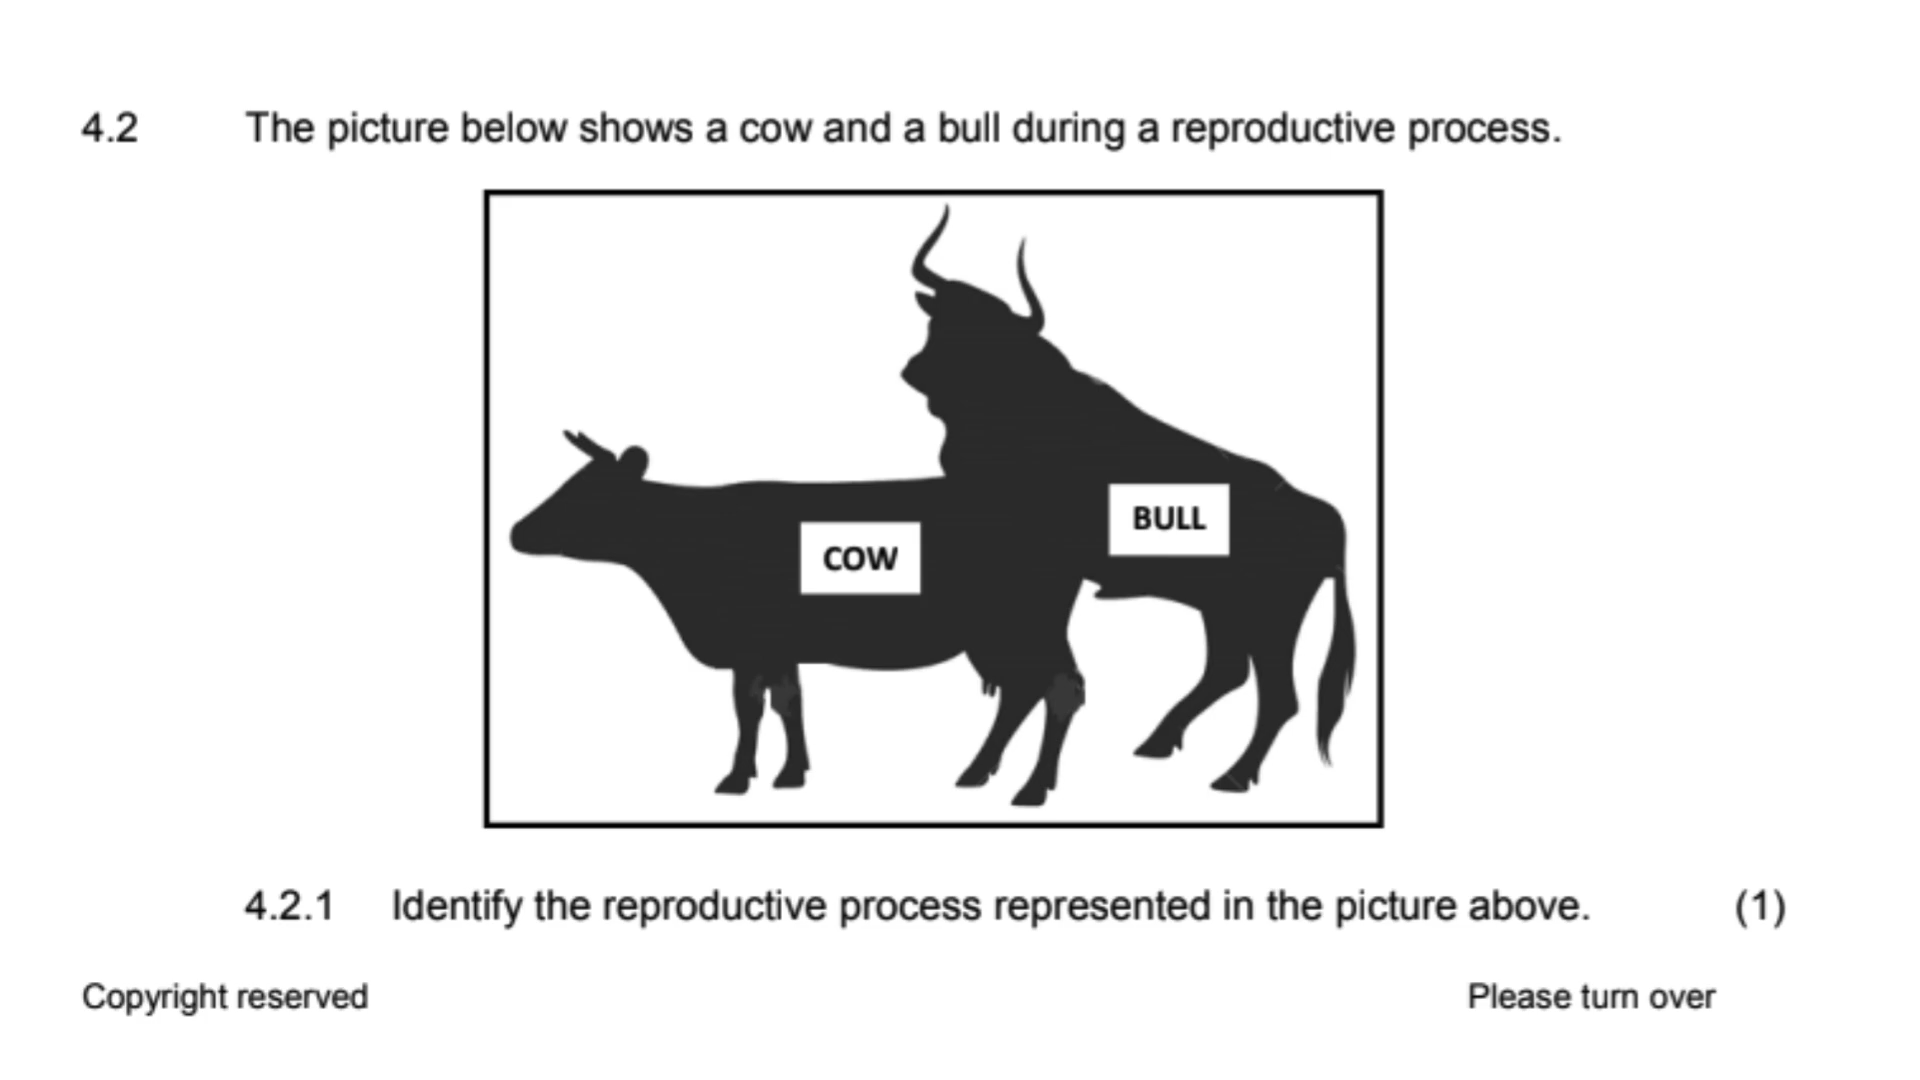 4.2 The picture below shows a cow and a bull during a reproductive process.
BULL
COW
4.2.1 Identify the reproductive process represented in the picture above. (1)
Copyright reserved Please turn over